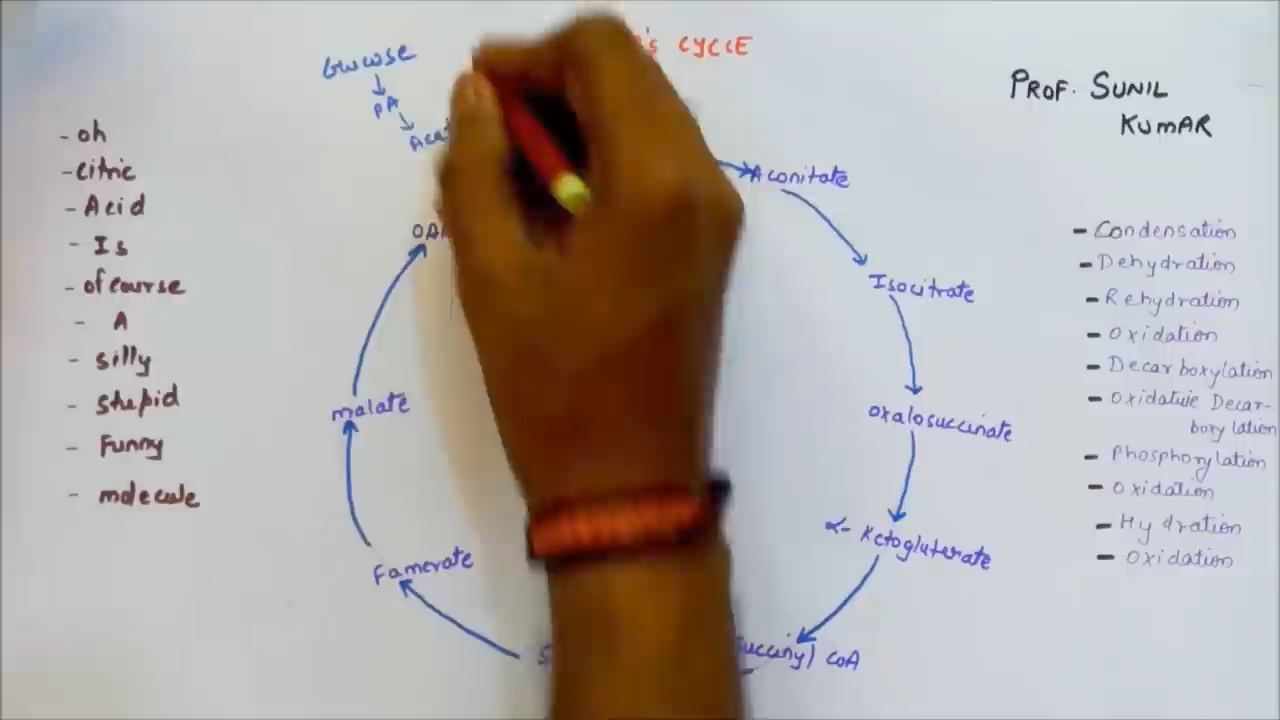 's CYCLE
Glucose
PA
PROF. SUNIL
KUMAR
- oh
- citric
- Acid
- Is
- of course
- A
- silly
- stupid
- Funny
- molecule
Aconitate
Isocitrate
oxalosuccinate
α- Ketogluterate
succinyl coA
Famerate
malate
- Condensation
- Dehydration
- Rehydration
- Oxidation
- Decarboxylation
- Oxidative Decar-
boxylation
- Phosphorylation
- Oxidation
- Hydration
- Oxidation